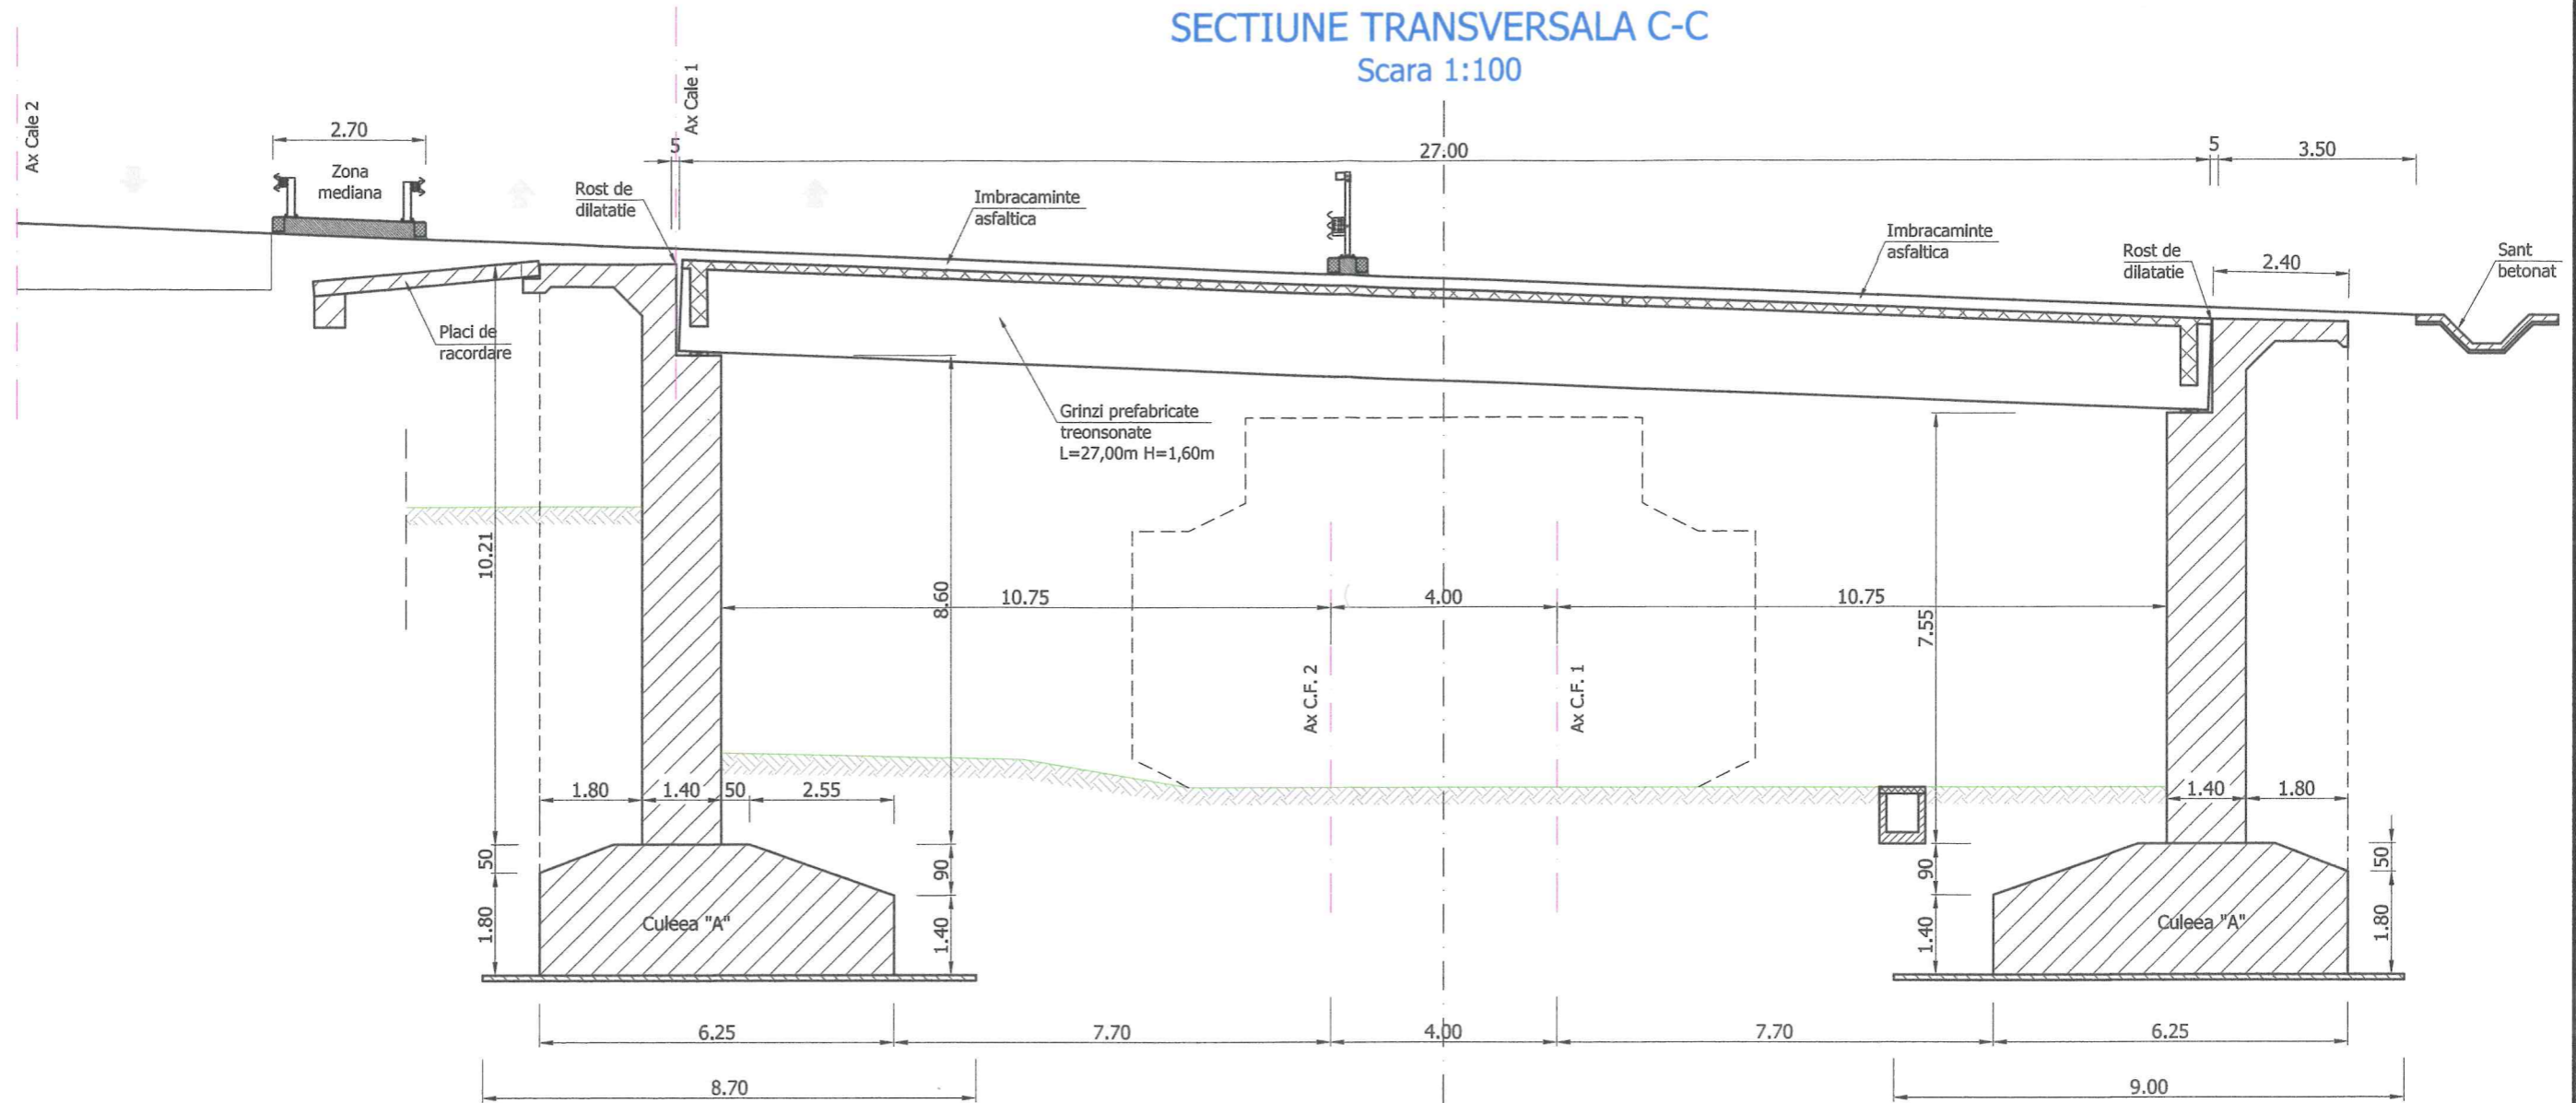 SECTIUNE TRANSVERSALA C-C
Scara 1:100
Ax Cale 2
Ax Cale 1
2.70
5
27.00
5
3.50
Zona
mediana
Rost de
dilatatie
Imbracaminte
asfaltica
Imbracaminte
asfaltica
Rost de
dilatatie
2.40
Sant
betonat
Placi de
racordare
Grinzi prefabricate
treonsonate
L=27,00m H=1,60m
10.21
8.60
10.75
4.00
10.75
7.55
Ax C.F. 2
Ax C.F. 1
1.80
1.40
50
2.55
1.40
1.80
50
90
90
50
Culeea "A"
Culeea "A"
1.80
1.40
1.40
1.80
6.25
7.70
4.00
7.70
6.25
8.70
9.00